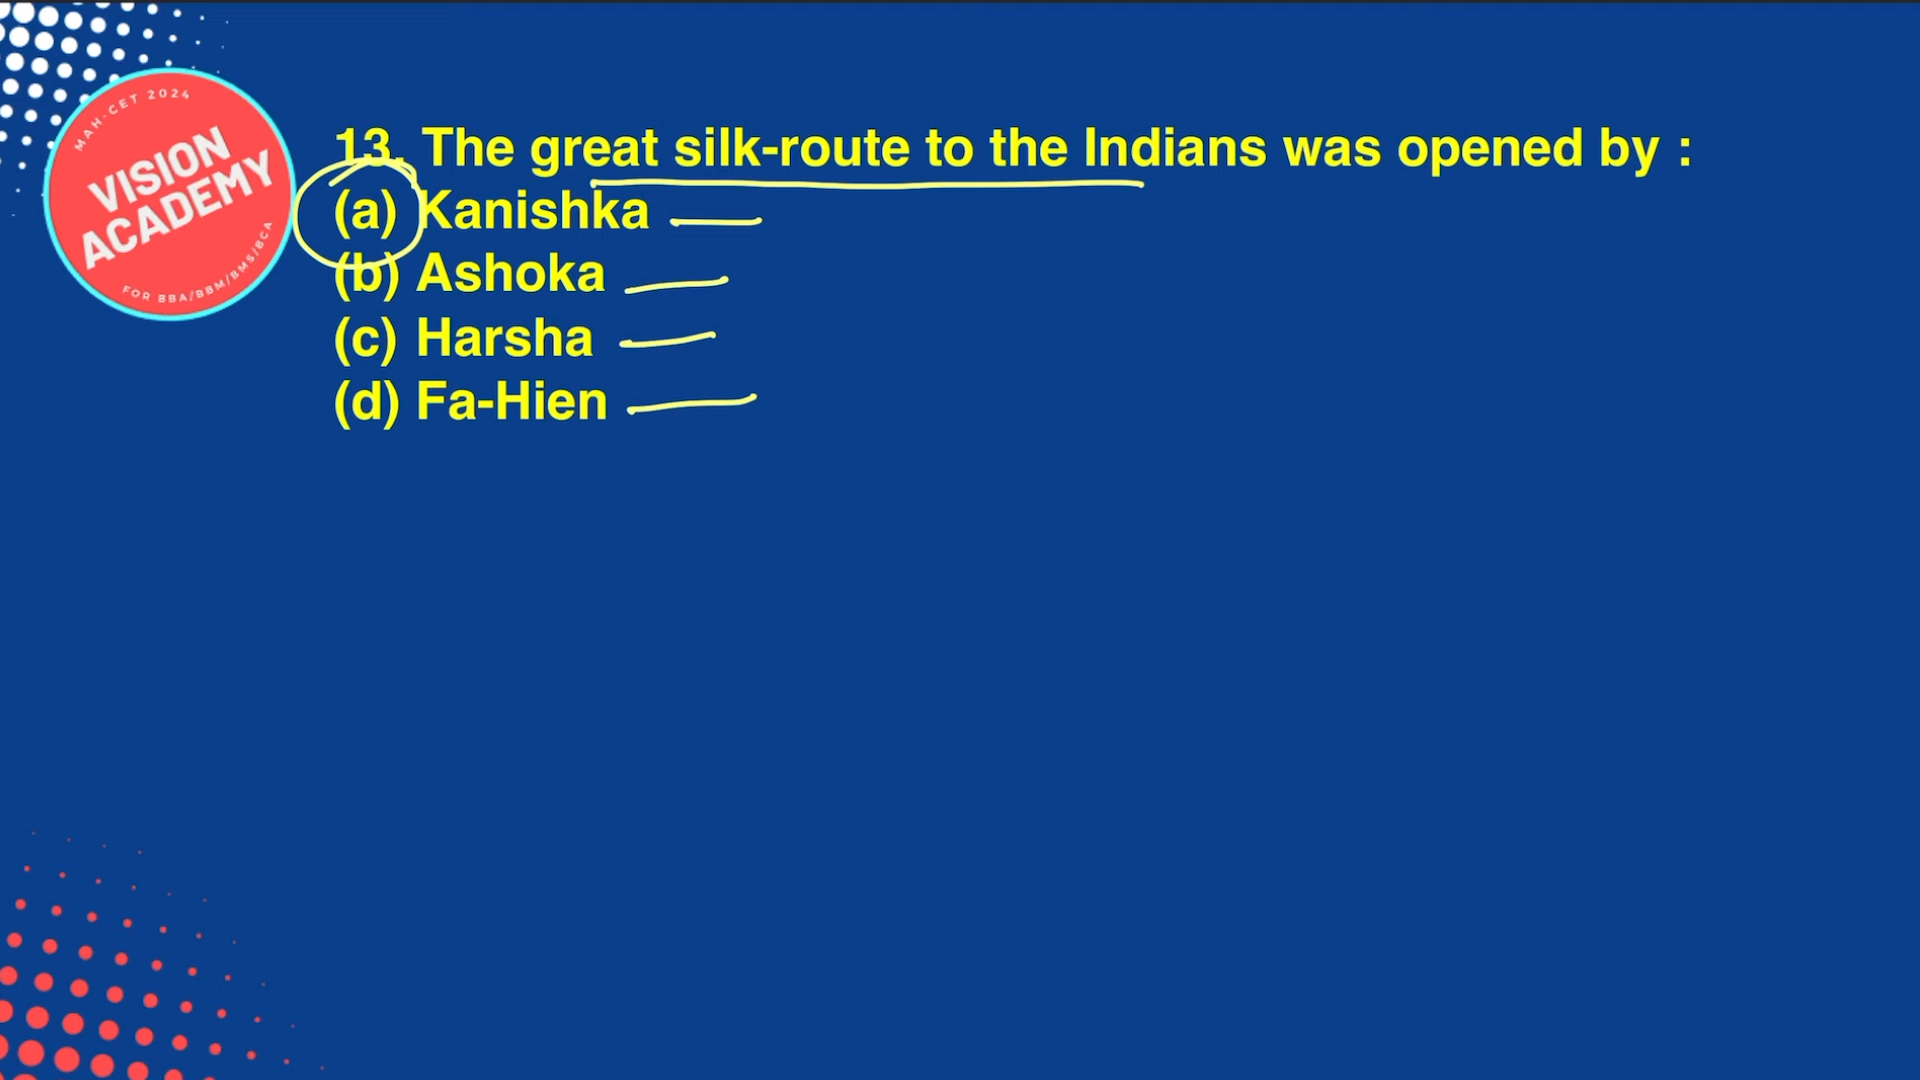 MAH-CET 2024
VISION
ACADEMY
FOR BBA/BBM/BMS/BCA
13. The great silk-route to the Indians was opened by :
(a) Kanishka
(b) Ashoka
(c) Harsha
(d) Fa-Hien